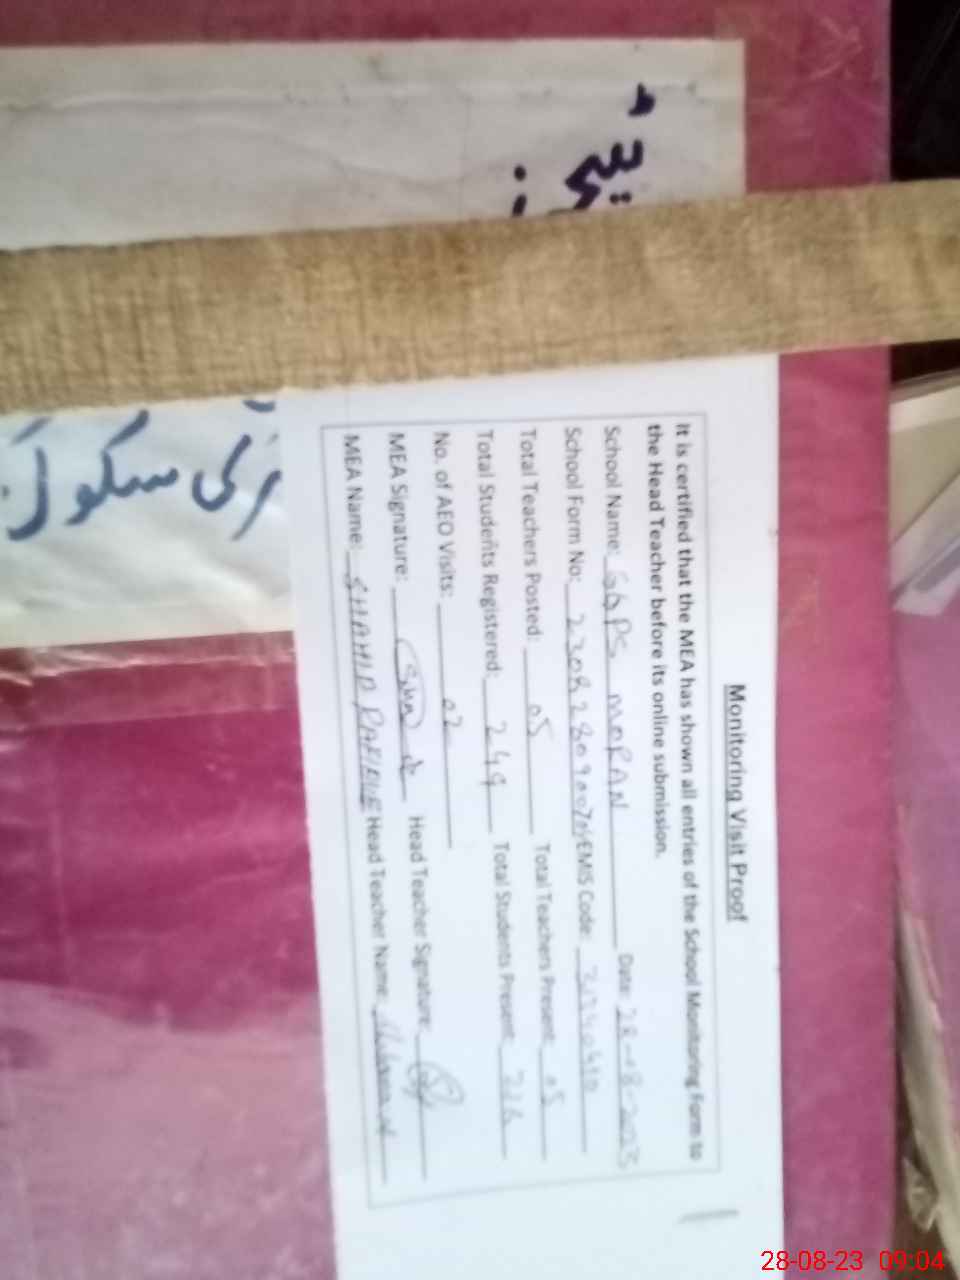 Monitoring Visit Proof
It is certified that the MEA has shown all entries of the School Monitoring Form to
the Head Teacher before its online submission.
School Name: GGPS MORAN Date: 28-08-2023
School Form No: EMIS Code:
Total Teachers Posted: 05 Total Teachers Present: 05
Total Students Registered: 249 Total Students Present: 226
No. of AEO Visits: 02
MEA Signature: Head Teacher Signature:
MEA Name: SHAHID Head Teacher Name:
سکول
28-08-23 09:04